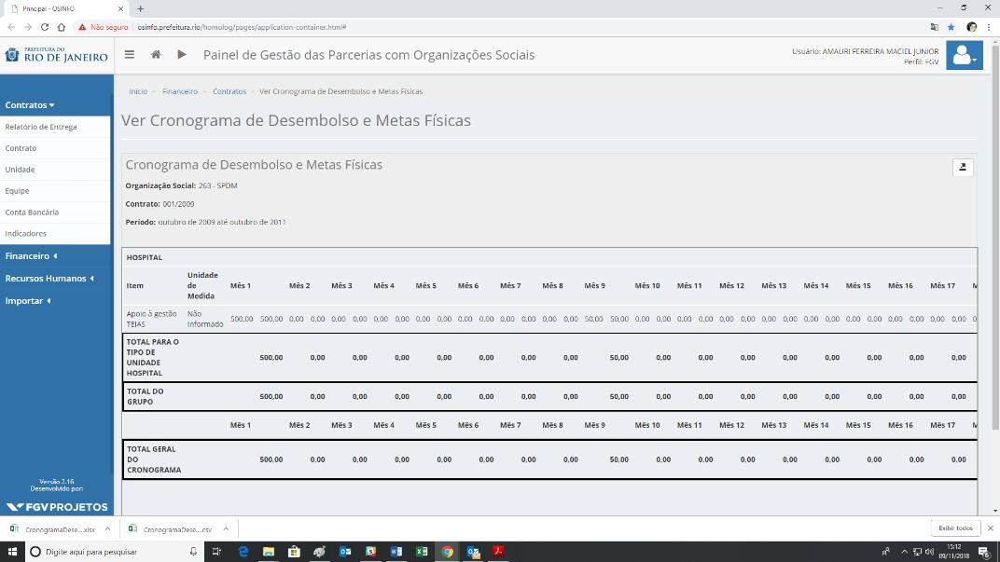 Principal - OSINFO
Não seguro | osinfo.prefeitura.rio/homolog/pages/application-container.html#
PREFEITURA DO
RIO DE JANEIRO
Painel de Gestão das Parcerias com Organizações Sociais
Usuário: AMAURI FERREIRA MACIEL JUNIOR
Perfil: FGV
Contratos
Relatório de Entrega
Contrato
Unidade
Equipe
Conta Bancária
Indicadores
Financeiro
Recursos Humanos
Importar
Versão 2.16
Desenvolvido por:
FGV PROJETOS
Início > Financeiro > Contratos > Ver Cronograma de Desembolso e Metas Físicas
Ver Cronograma de Desembolso e Metas Físicas
Cronograma de Desembolso e Metas Físicas
Organização Social: 263 - SPDM
Contrato: 001/2009
Período: outubro de 2009 até outubro de 2011
HOSPITAL
Item Unidade de Medida Mês 1 Mês 2 Mês 3 Mês 4 Mês 5 Mês 6 Mês 7 Mês 8 Mês 9 Mês 10 Mês 11 Mês 12 Mês 13 Mês 14 Mês 15 Mês 16 Mês 17 M
Apoio à gestão TEIAS Não Informado 500,00 500,00 0,00 0,00 0,00 0,00 0,00 0,00 0,00 0,00 0,00 0,00 0,00 0,00 0,00 0,00 50,00 50,00 0,00 0,00 0,00 0,00 0,00 0,00 0,00 0,00 0,00 0,00 0,00 0,00 0,00 0,00 0,00 0,00 0
TOTAL PARA O TIPO DE UNIDADE HOSPITAL 500,00 0,00 0,00 0,00 0,00 0,00 0,00 0,00 50,00 0,00 0,00 0,00 0,00 0,00 0,00 0,00 0,00
TOTAL DO GRUPO 500,00 0,00 0,00 0,00 0,00 0,00 0,00 0,00 50,00 0,00 0,00 0,00 0,00 0,00 0,00 0,00 0,00
Mês 1 Mês 2 Mês 3 Mês 4 Mês 5 Mês 6 Mês 7 Mês 8 Mês 9 Mês 10 Mês 11 Mês 12 Mês 13 Mês 14 Mês 15 Mês 16 Mês 17 M
TOTAL GERAL DO CRONOGRAMA 500,00 0,00 0,00 0,00 0,00 0,00 0,00 0,00 50,00 0,00 0,00 0,00 0,00 0,00 0,00 0,00 0,00
CronogramaDese....xlsx
CronogramaDese....csv
Exibir todos
Digite aqui para pesquisar
15:12
09/11/2018